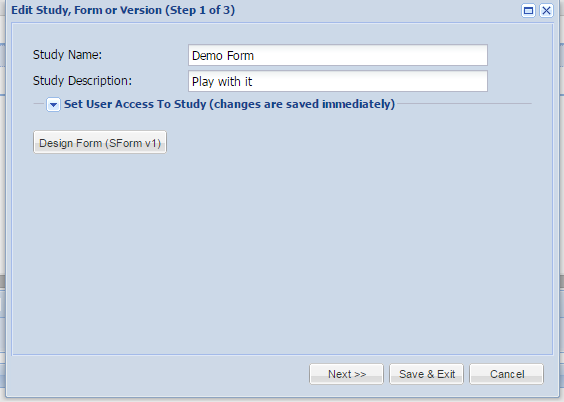 Edit Study, Form or Version (Step 1 of 3)
Study Name: Demo Form
Study Description: Play with it
Set User Access To Study (changes are saved immediately)
Design Form (SForm v1)
Next >> Save & Exit Cancel